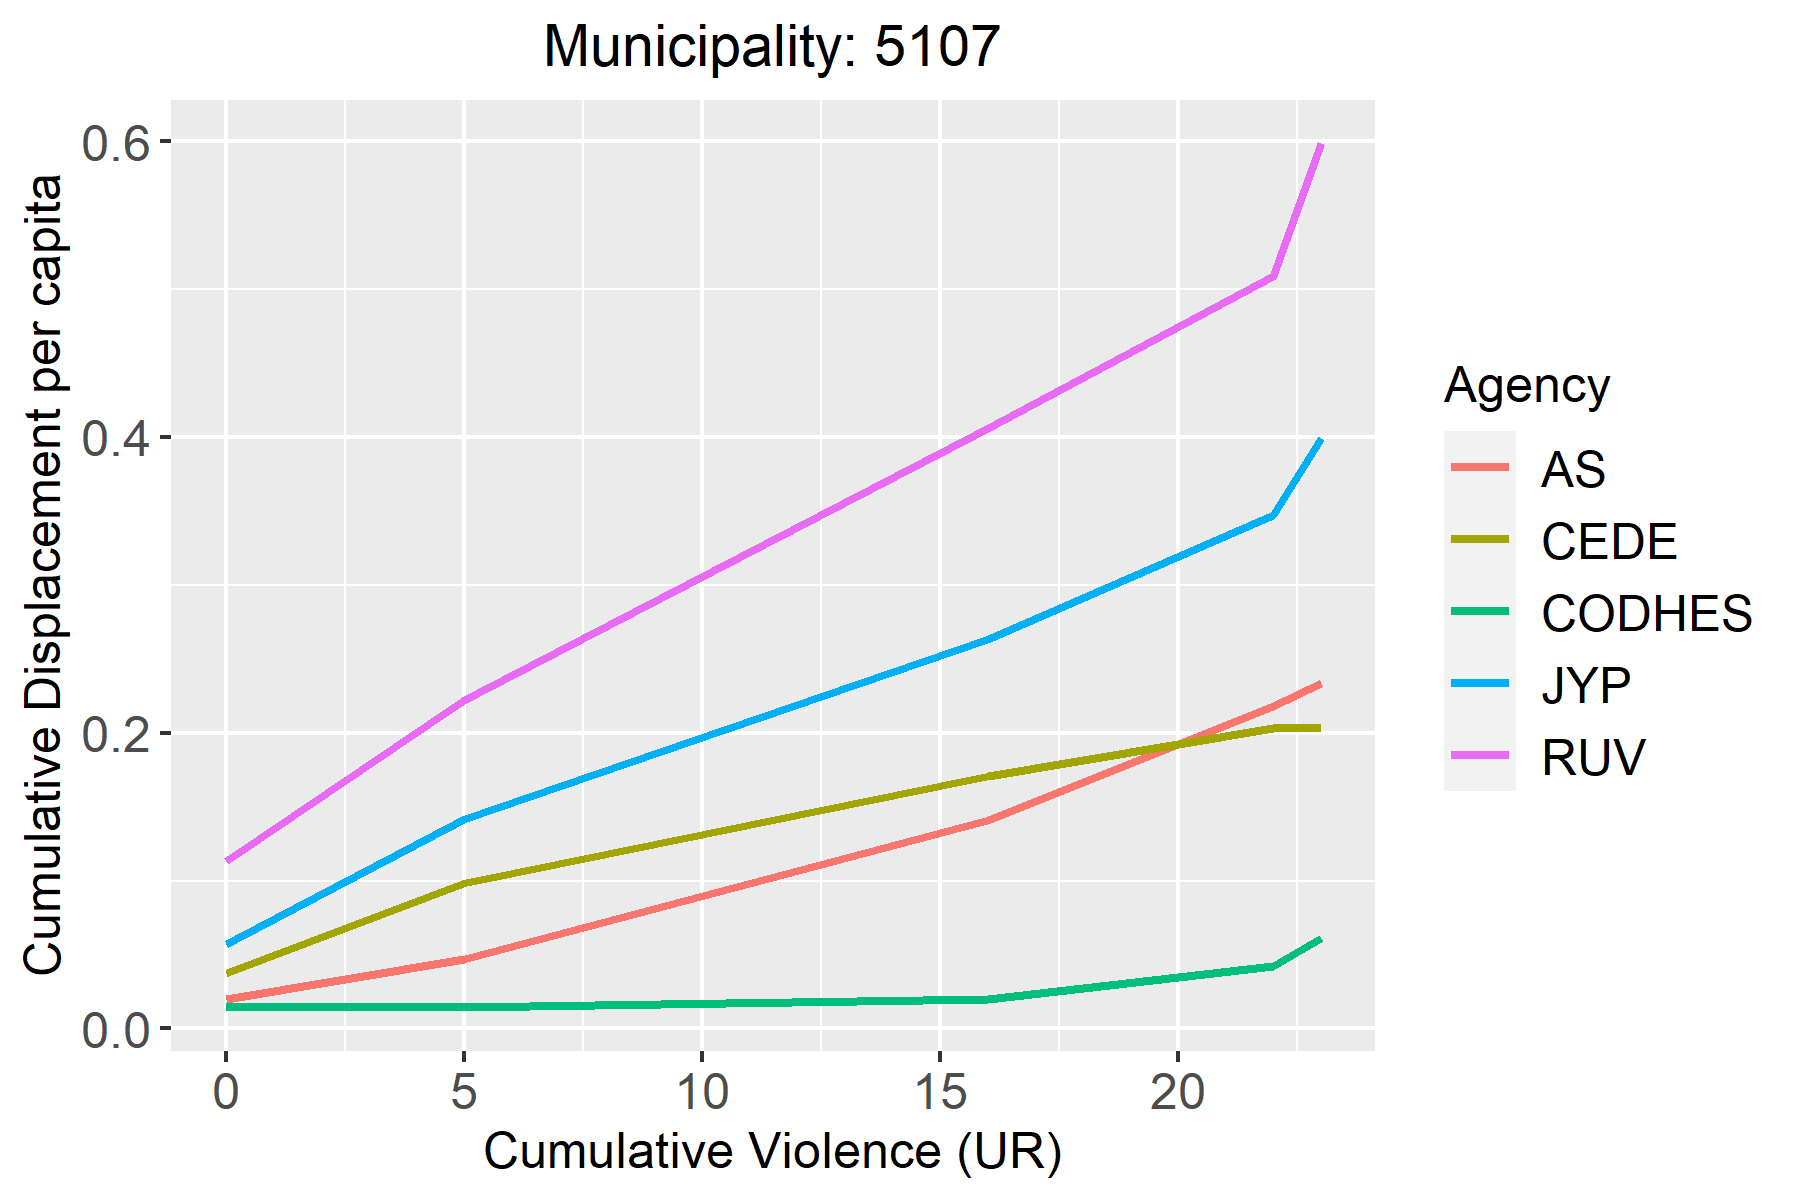 Municipality: 5107
Cumulative Displacement per capita
0.6
0.4
0.2
0.0
0 5 10 15 20
Cumulative Violence (UR)
Agency
AS
CEDE
CODHES
JYP
RUV